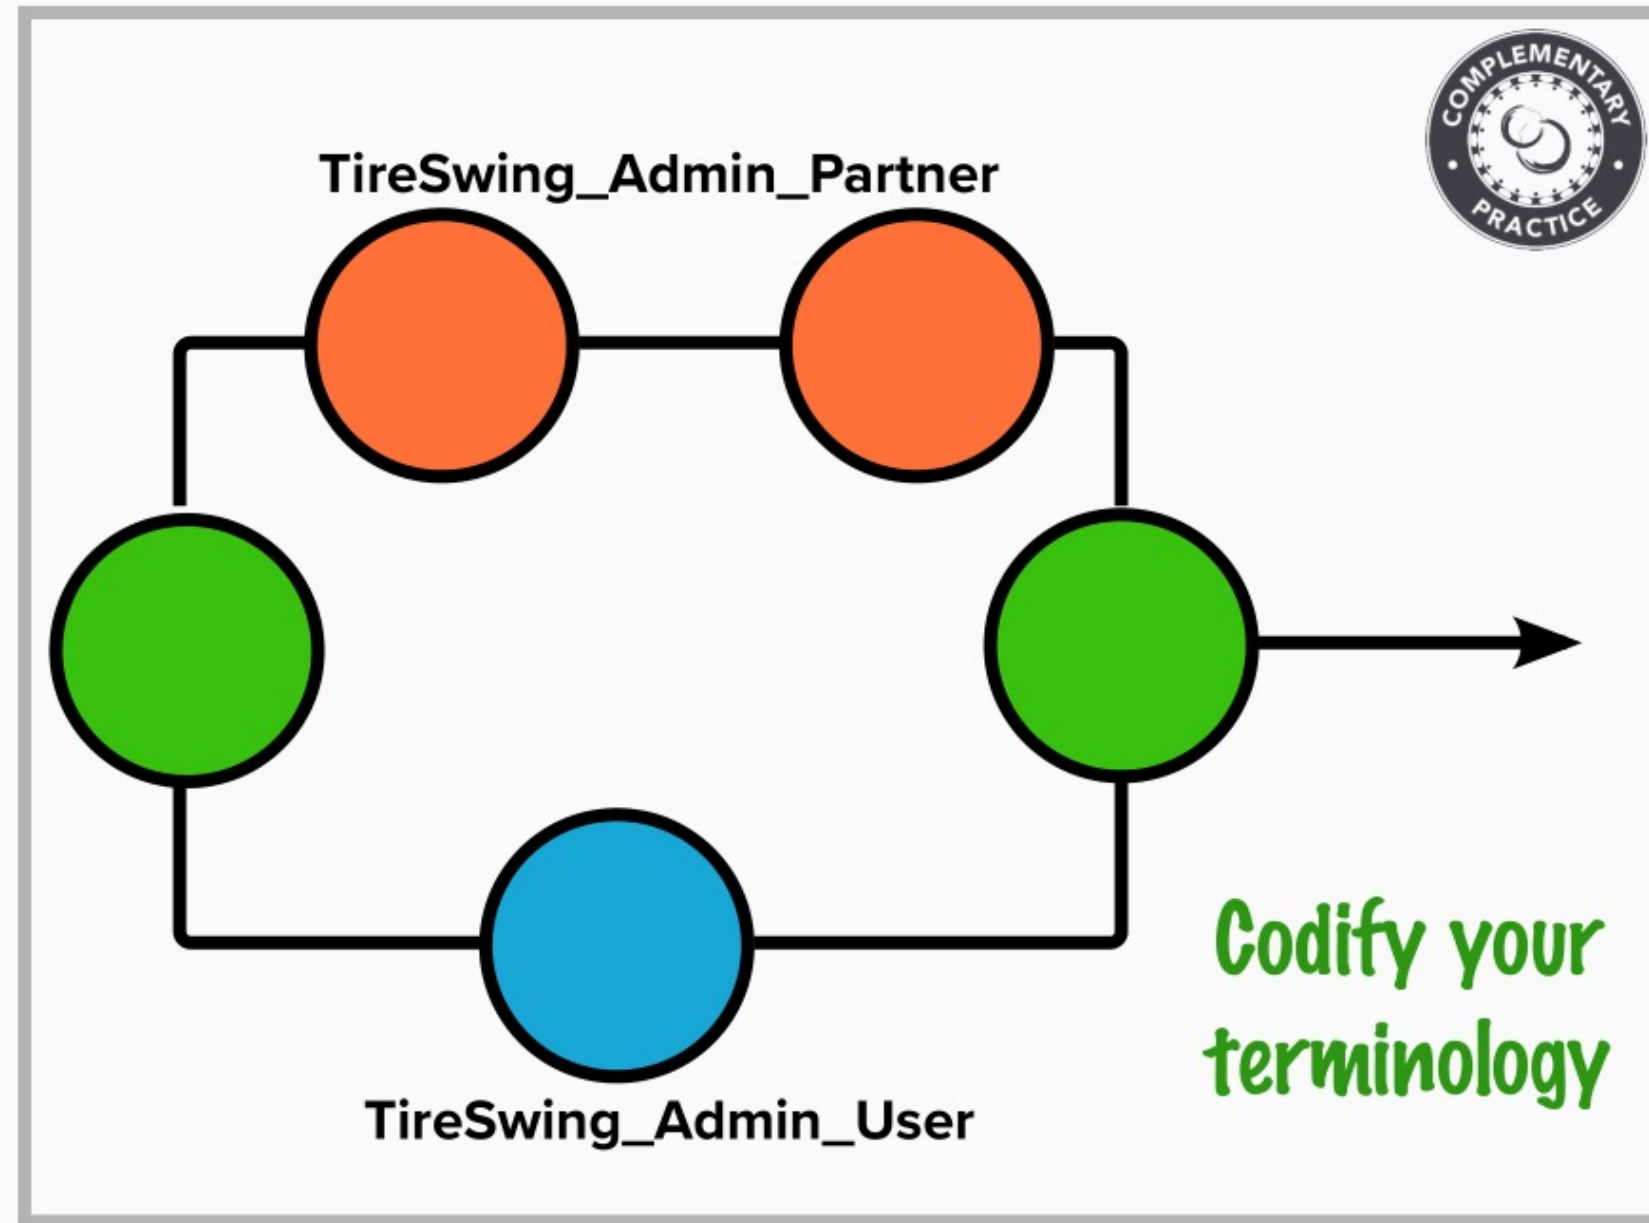 COMPLEMENTARY
PRACTICE
TireSwing_Admin_Partner
TireSwing_Admin_User
Codify your
terminology